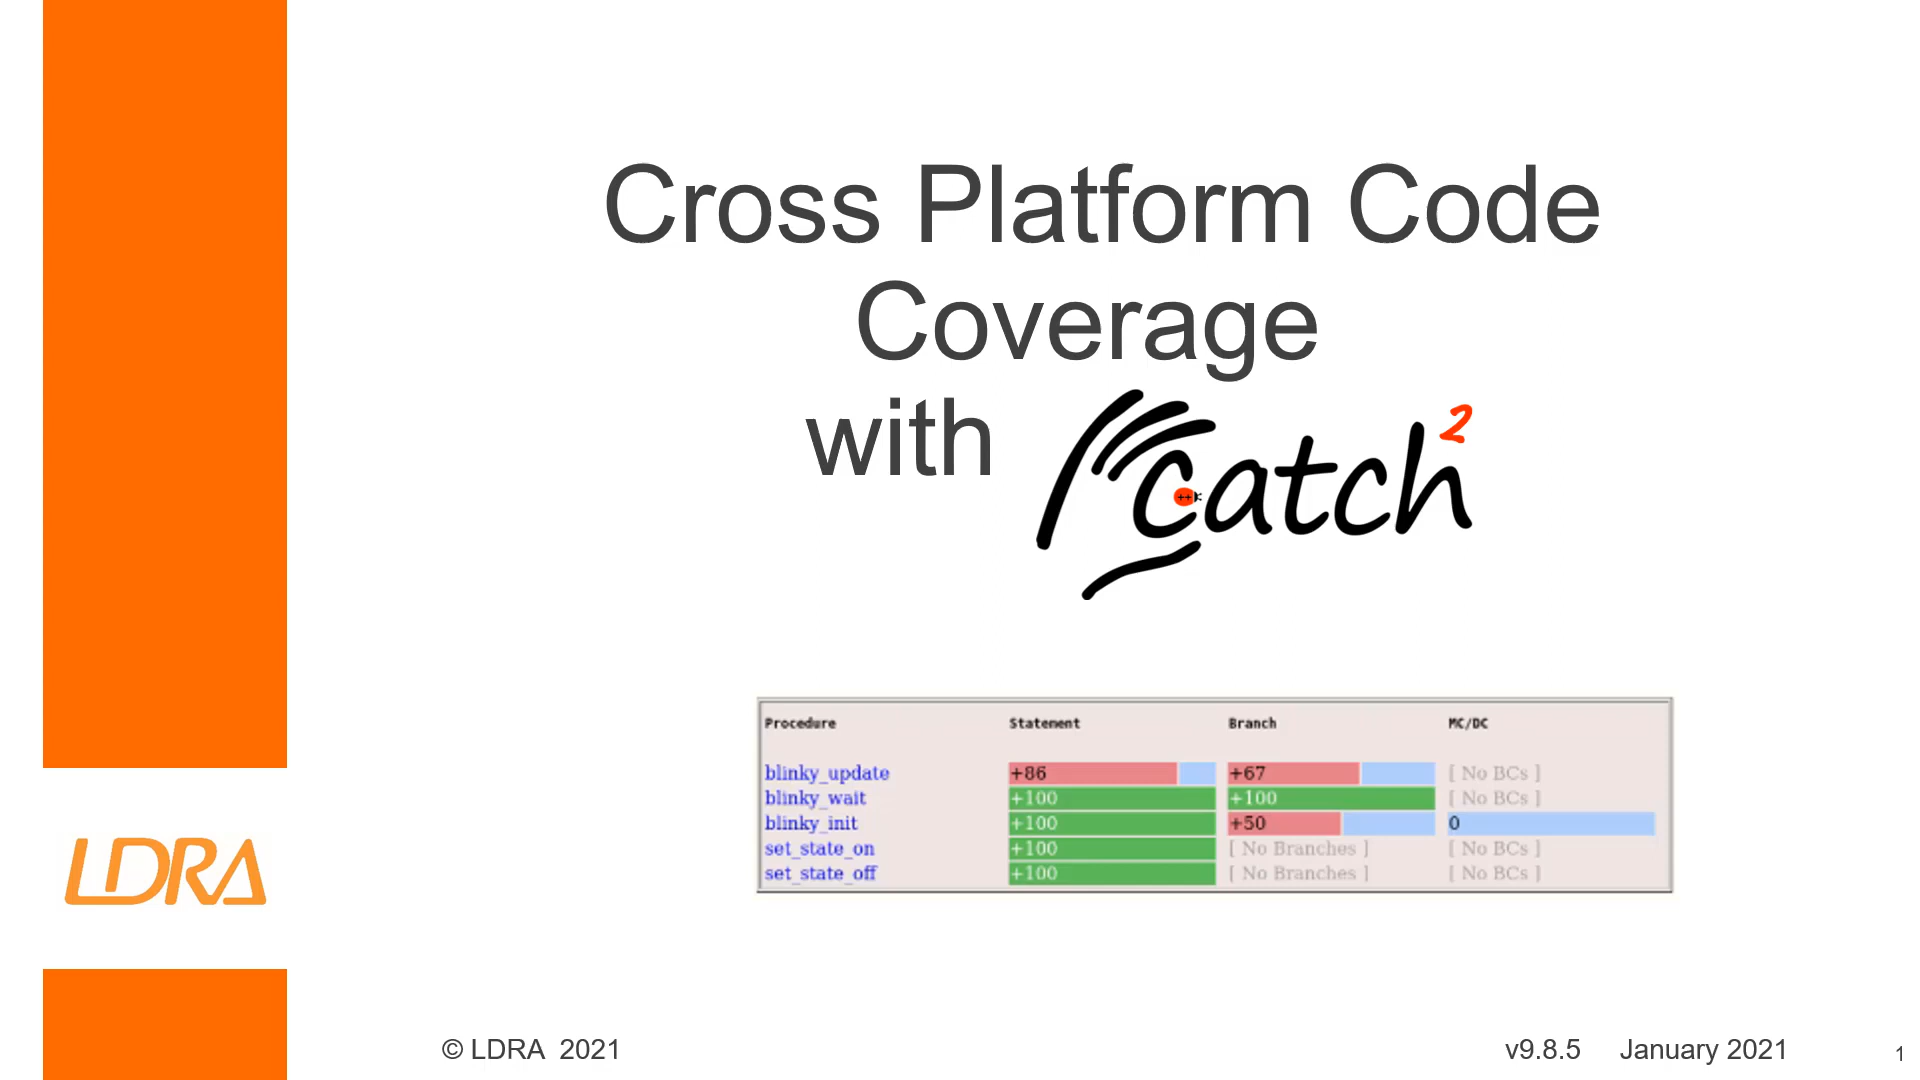 Cross Platform Code
Coverage
with catch 2
++
Procedure Statement Branch MC/DC
blinky_update +86 +67 [ No BCs ]
blinky_wait +100 +100 [ No BCs ]
blinky_init +100 +50 0
set_state_on +100 [ No Branches ] [ No BCs ]
set_state_off +100 [ No Branches ] [ No BCs ]
LDRA
© LDRA 2021 v9.8.5 January 2021 1